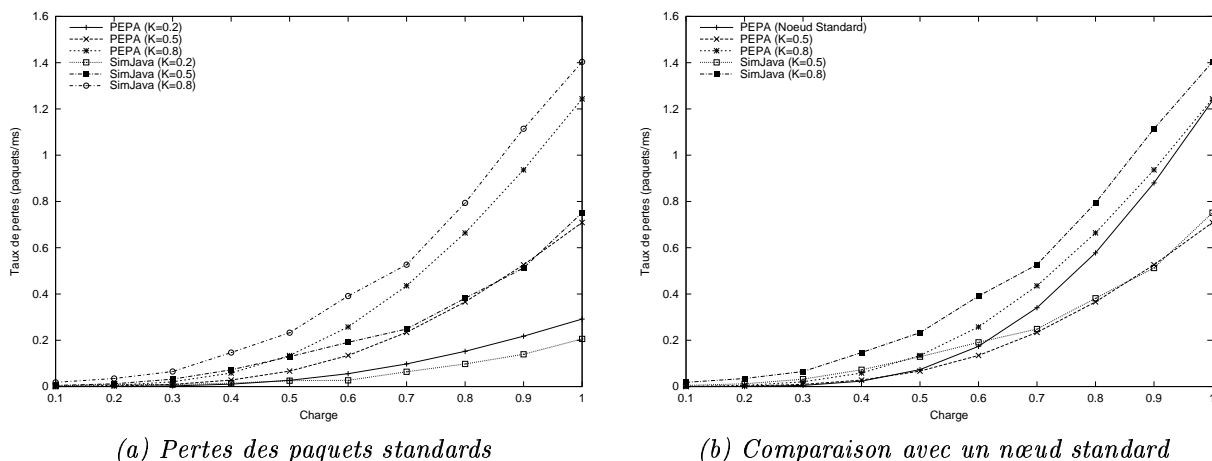 1.6
1.4
1.2
1
0.8
0.6
0.4
0.2
0
Taux de pertes (paquets/ms)
PEPA (K=0.2)
PEPA (K=0.5)
PEPA (K=0.8)
SimJava (K=0.2)
SimJava (K=0.5)
SimJava (K=0.8)
0.1 0.2 0.3 0.4 0.5 0.6 0.7 0.8 0.9 1
Charge
(a) Pertes des paquets standards
1.6
1.4
1.2
1
0.8
0.6
0.4
0.2
0
Taux de pertes (paquets/ms)
PEPA (Noeud Standard)
PEPA (K=0.5)
PEPA (K=0.8)
SimJava (K=0.5)
SimJava (K=0.8)
0.1 0.2 0.3 0.4 0.5 0.6 0.7 0.8 0.9 1
Charge
(b) Comparaison avec un nœud standard